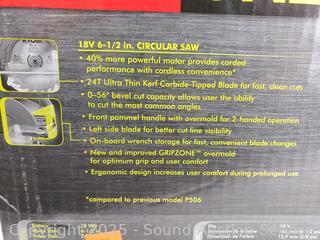 RYOBI
18V 6-1/2 in. CIRCULAR SAW
• 40% more powerful motor provides corded
performance with cordless convenience*
• 24T Ultra Thin Kerf Carbide-Tipped Blade for fast, clean cuts
• 0-56° bevel cut capacity allows user the ability
to cut the most common angles
• Front pommel handle with overmold for 2-handed operation
• Left side blade for better cut line visibility
• On-board wrench storage for fast, convenient blade changes
• New and improved GRIPZONE™ overmold
for optimum grip and user comfort
• Ergonomic design increases user comfort during prolonged use
*compared to previous model P506
18 V